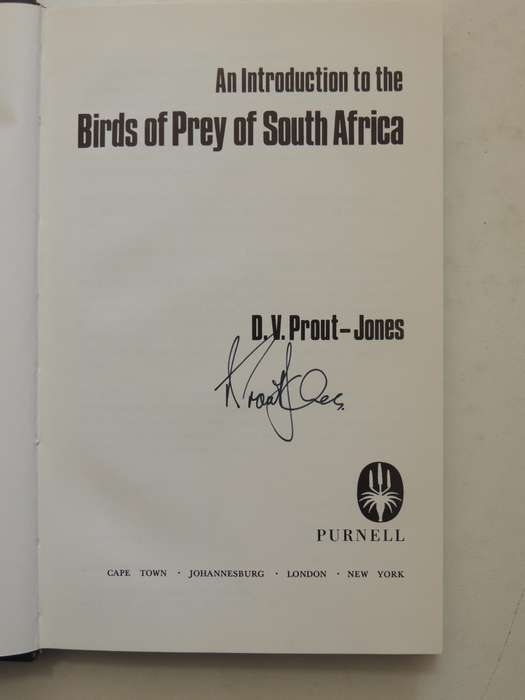 An Introduction to the
Birds of Prey of South Africa
D. V. Prout-Jones
PURNELL
CAPE TOWN · JOHANNESBURG · LONDON · NEW YORK